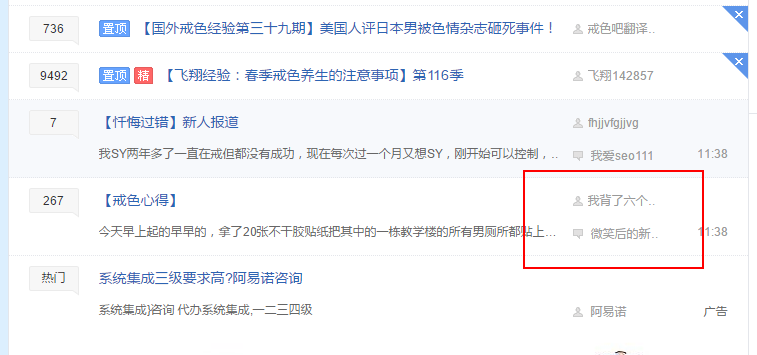 736 置顶 【国外戒色经验第三十九期】美国人评日本男被色情杂志砸死事件！ 戒色吧翻译..
9492 置顶 精 【飞翔经验：春季戒色养生的注意事项】第116季 飞翔142857
7 【忏悔过错】新人报道 fhjjvfgjjvg
我SY两年多了一直在戒但都没有成功，现在每次过一个月又想SY，刚开始可以控制，... 我爱seo111 11:38
267 【戒色心得】 我背了六个..
今天早上起的早早的，拿了20张不干胶贴纸把其中的一栋教学楼的所有男厕所都贴上... 微笑后的新.. 11:38
热门 系统集成三级要求高?阿易诺咨询
系统集成}咨询 代办系统集成,一二三四级 阿易诺 广告